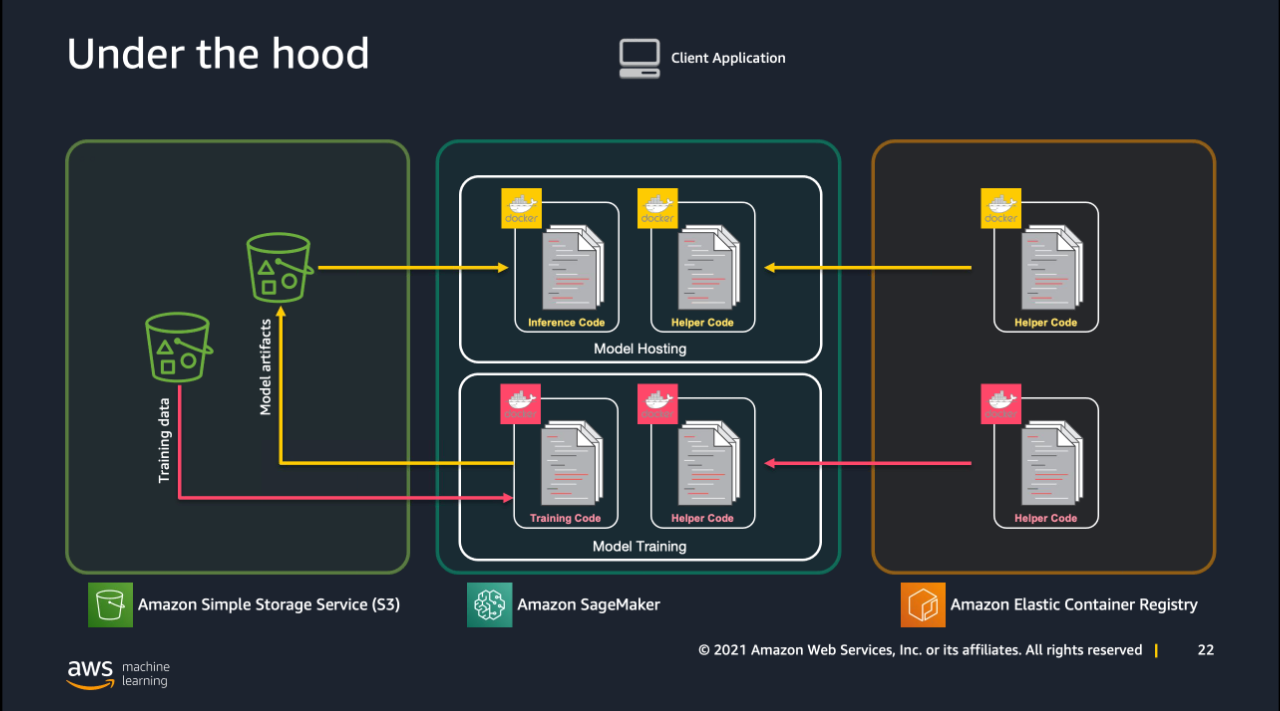 Under the hood
Client Application
docker
docker
docker
Inference Code
Helper Code
Helper Code
Model Hosting
Model artifacts
Training data
docker
docker
docker
Training Code
Helper Code
Helper Code
Model Training
Amazon Simple Storage Service (S3)
Amazon SageMaker
Amazon Elastic Container Registry
© 2021 Amazon Web Services, Inc. or its affiliates. All rights reserved | 22
aws machine
learning